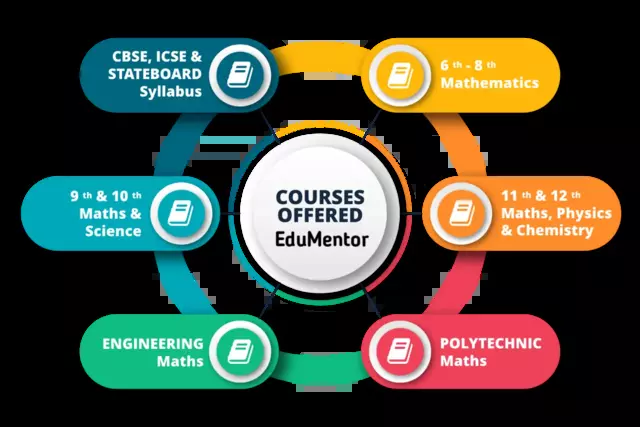 CBSE, ICSE &
STATEBOARD
Syllabus
6 th - 8 th
Mathematics
9 th & 10 th
Maths &
Science
COURSES
OFFERED
EduMentor
11 th & 12 th
Maths, Physics
& Chemistry
ENGINEERING
Maths
POLYTECHNIC
Maths